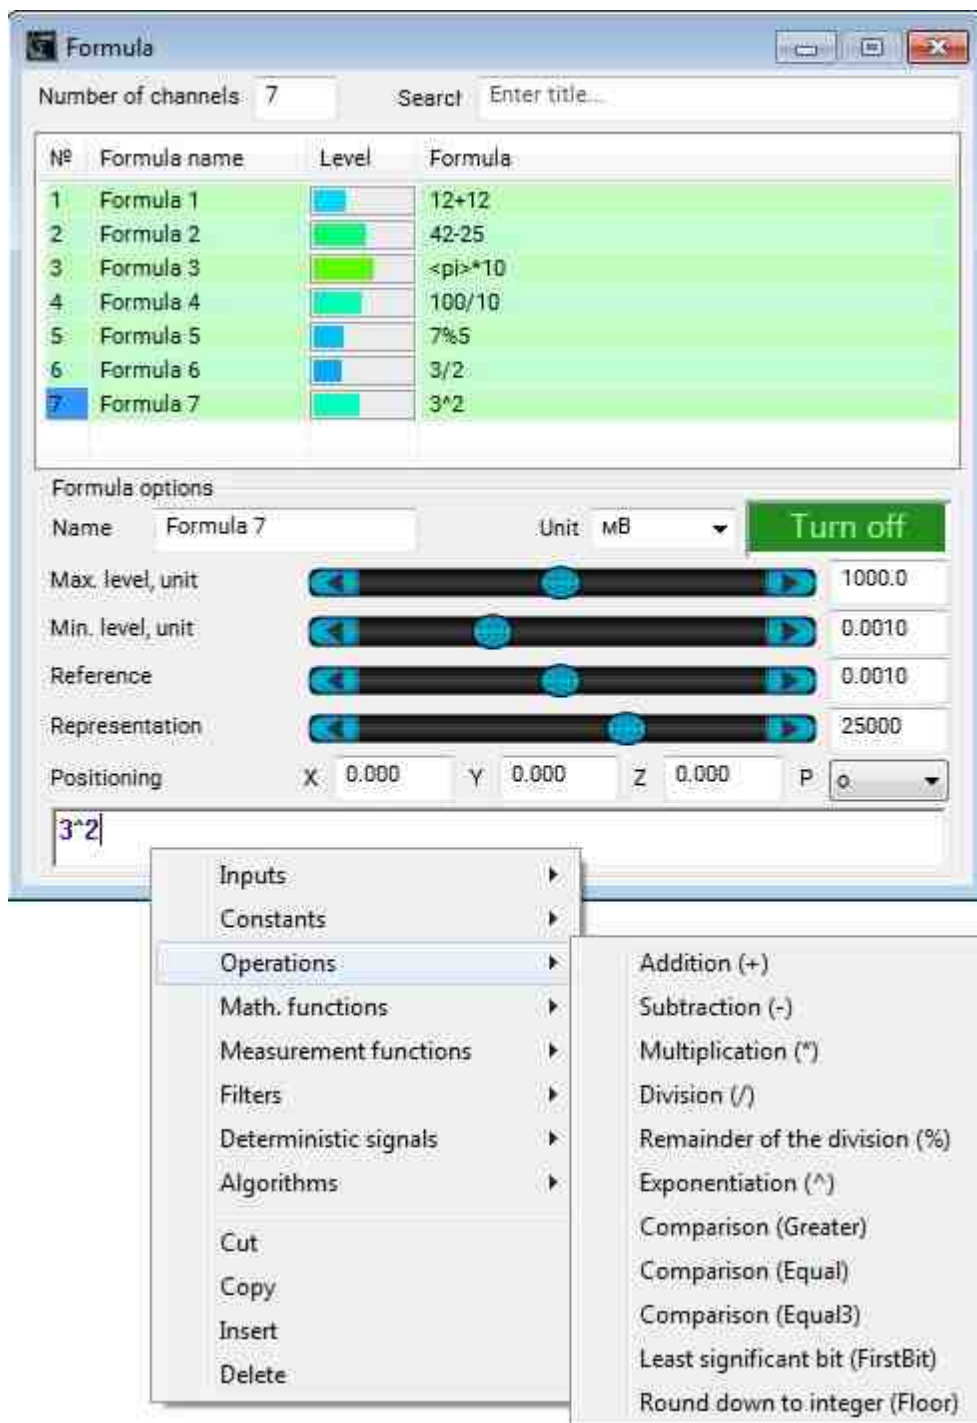 Formula
Number of channels 7 Search Enter title...
№ Formula name Level Formula
1 Formula 1 12+12
2 Formula 2 42-25
3 Formula 3 <pi>*10
4 Formula 4 100/10
5 Formula 5 7%5
6 Formula 6 3/2
7 Formula 7 3^2
Formula options
Name Formula 7 Unit мВ Turn off
Max. level, unit 1000.0
Min. level, unit 0.0010
Reference 0.0010
Representation 25000
Positioning X 0.000 Y 0.000 Z 0.000 P o
3^2
Inputs
Constants
Operations
Math. functions
Measurement functions
Filters
Deterministic signals
Algorithms
Cut
Copy
Insert
Delete
Addition (+)
Subtraction (-)
Multiplication (*)
Division (/)
Remainder of the division (%)
Exponentiation (^)
Comparison (Greater)
Comparison (Equal)
Comparison (Equal3)
Least significant bit (FirstBit)
Round down to integer (Floor)